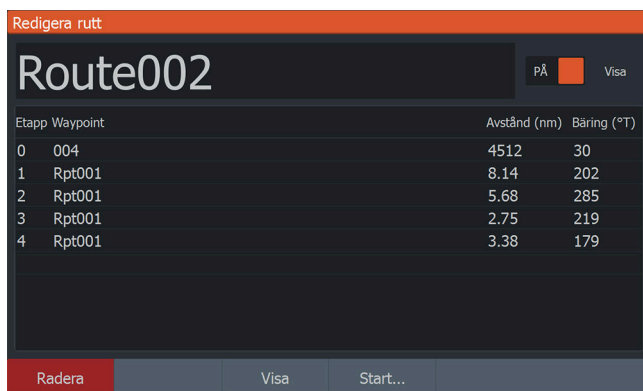 Redigera rutt
Route002 PÅ Visa
Etapp Waypoint Avstånd (nm) Bäring (°T)
0 004 4512 30
1 Rpt001 8.14 202
2 Rpt001 5.68 285
3 Rpt001 2.75 219
4 Rpt001 3.38 179
Radera Visa Start...